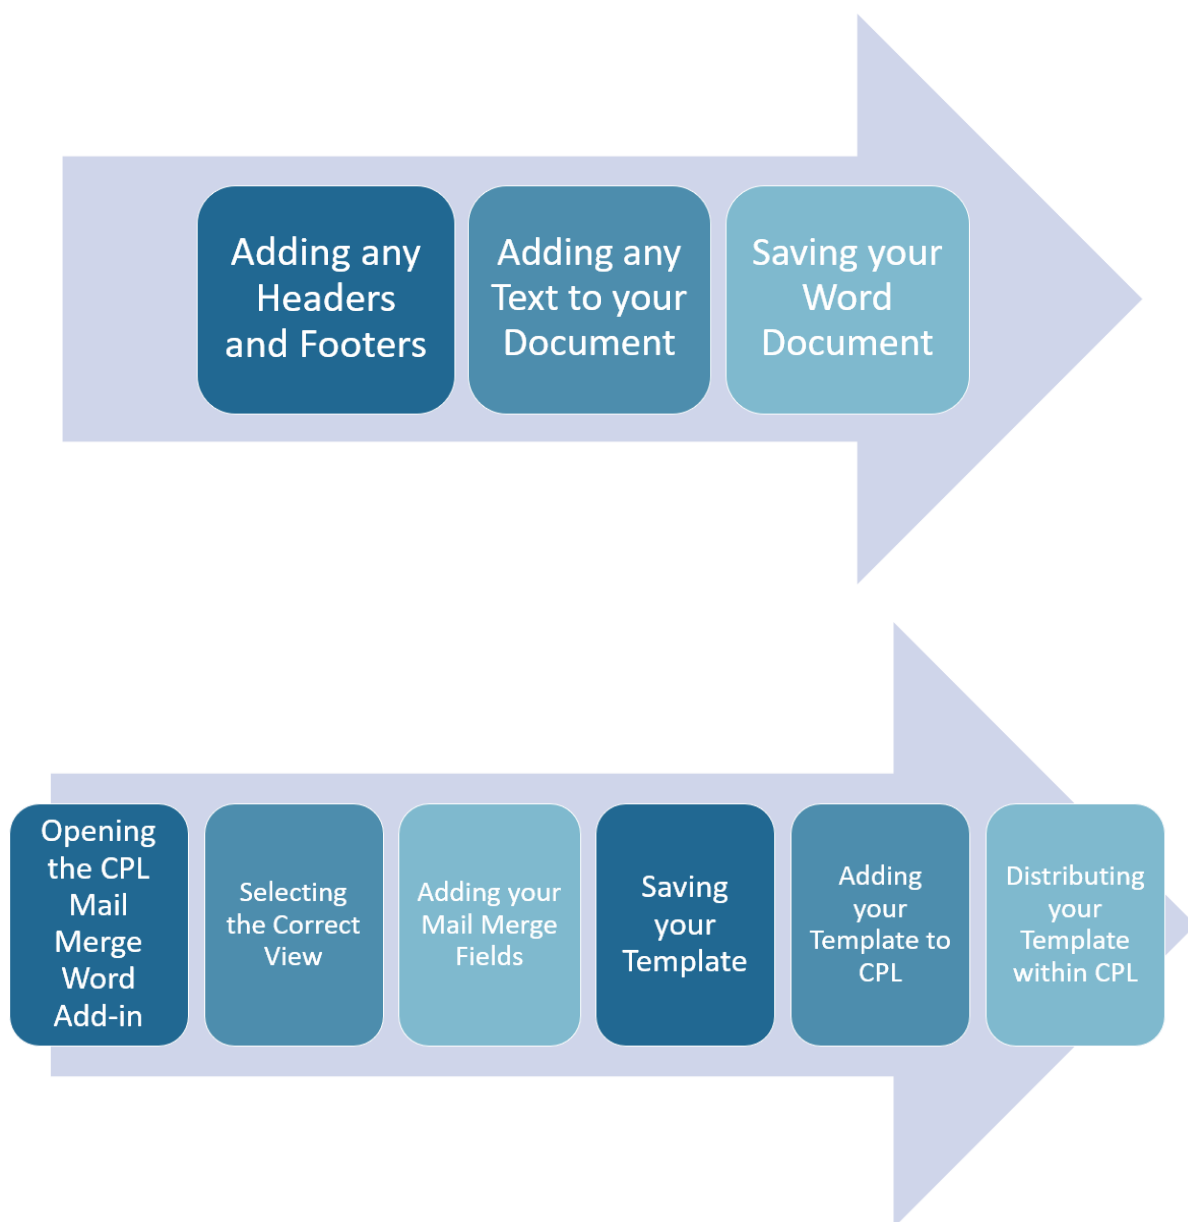 Adding any
Headers
and Footers
Adding any
Text to your
Document
Saving your
Word
Document
Opening
the CPL
Mail
Merge
Word
Add-in
Selecting
the Correct
View
Adding your
Mail Merge
Fields
Saving
your
Template
Adding
your
Template to
CPL
Distributing
your
Template
within CPL